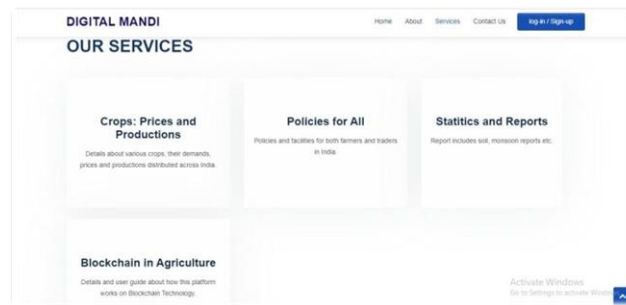 DIGITAL MANDI
Home About Services Contact Us log-in / Sign-up
OUR SERVICES
Crops: Prices and
Productions
Details about various crops, their demands,
prices and productions distributed across India.
Policies for All
Policies and facilities for both farmers and traders
in India
Statitics and Reports
Report includes soil, monsoon reports etc.
Blockchain in Agriculture
Details and user guide about how this platform
works on Blockchain Technology.
Activate Windows
Go to Settings to activate Windows